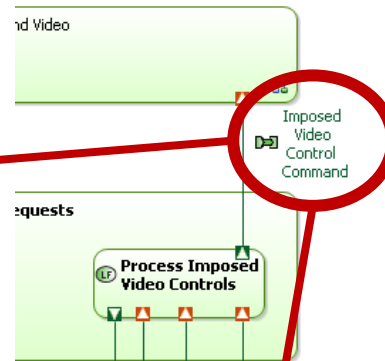 nd Video
Imposed
Video
Control
Command
equests
LF
Process Imposed
Video Controls